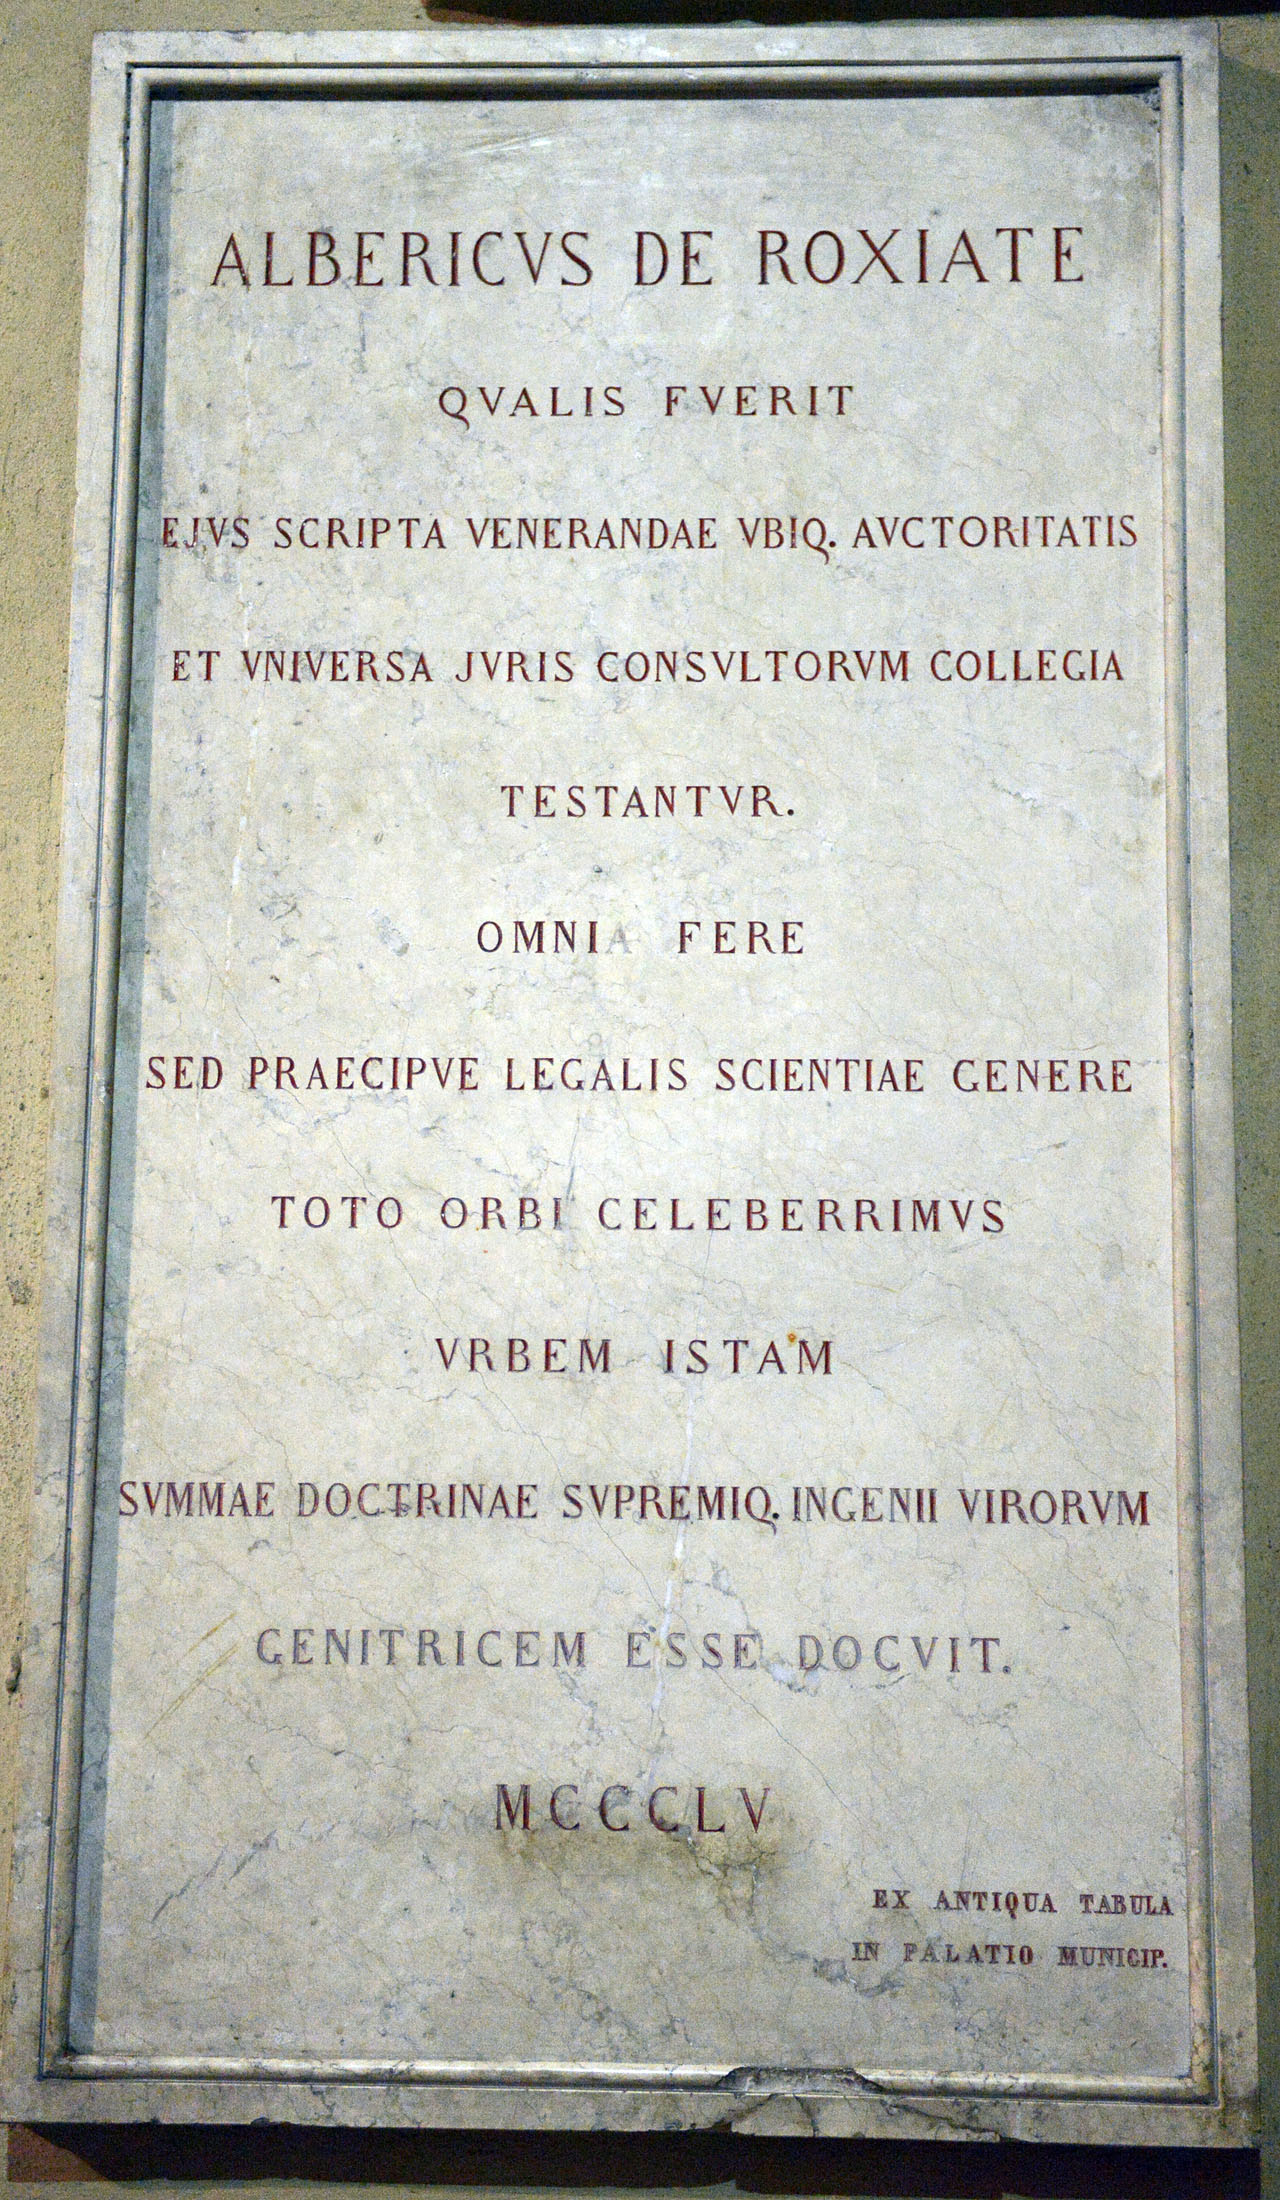 ALBERICVS DE ROXIATE
QVALIS FVERIT
EJVS SCRIPTA VENERANDAE VBIQ. AVCTORITATIS
ET VNIVERSA JVRIS CONSVLTORVM COLLEGIA
TESTANTVR.
OMNIA FERE
SED PRAECIPVE LEGALIS SCIENTIAE GENERE
TOTO ORBI CELEBERRIMVS
VRBEM ISTAM
SVMMAE DOCTRINAE SVPREMIQ. INGENII VIRORVM
GENITRICEM ESSE DOCVIT.
MCCCLV
EX ANTIQUA TABULA
IN PALATIO MUNICIP.